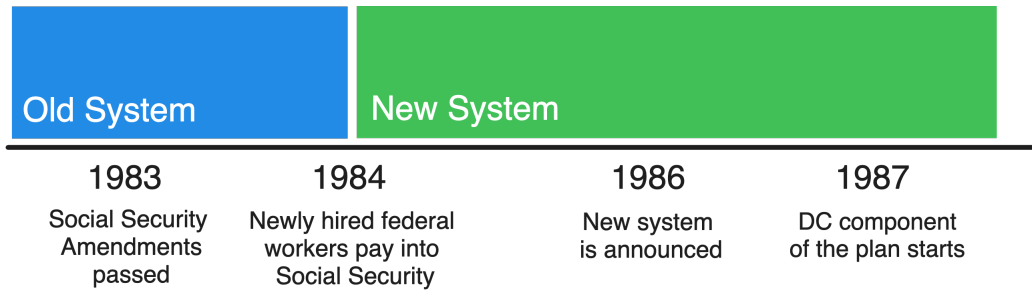 Old System
New System
1983
Social Security
Amendments
passed
1984
Newly hired federal
workers pay into
Social Security
1986
New system
is announced
1987
DC component
of the plan starts